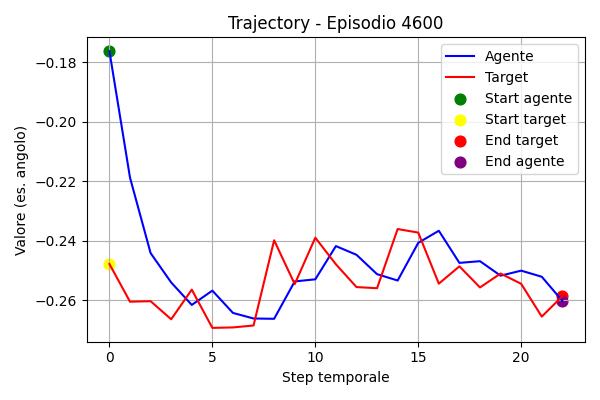 Trajectory - Episodio 4600
Valore (es. angolo)
−0.18
−0.20
−0.22
−0.24
−0.26
0
5
10
15
20
Step temporale
Agente
Target
Start agente
Start target
End target
End agente